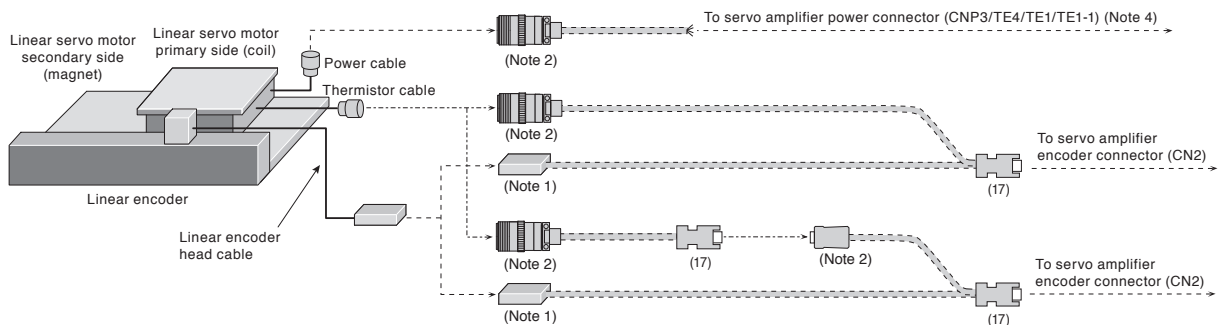 To servo amplifier power connector (CNP3/TE4/TE1/TE1-1) (Note 4)
Linear servo motor
secondary side
(magnet)
Linear servo motor
primary side (coil)
Power cable
(Note 2)
Thermistor cable
(Note 2)
To servo amplifier
encoder connector (CN2)
(Note 1)
(17)
Linear encoder
Linear encoder
head cable
(Note 2)
(17)
(Note 2)
To servo amplifier
encoder connector (CN2)
(Note 1)
(17)